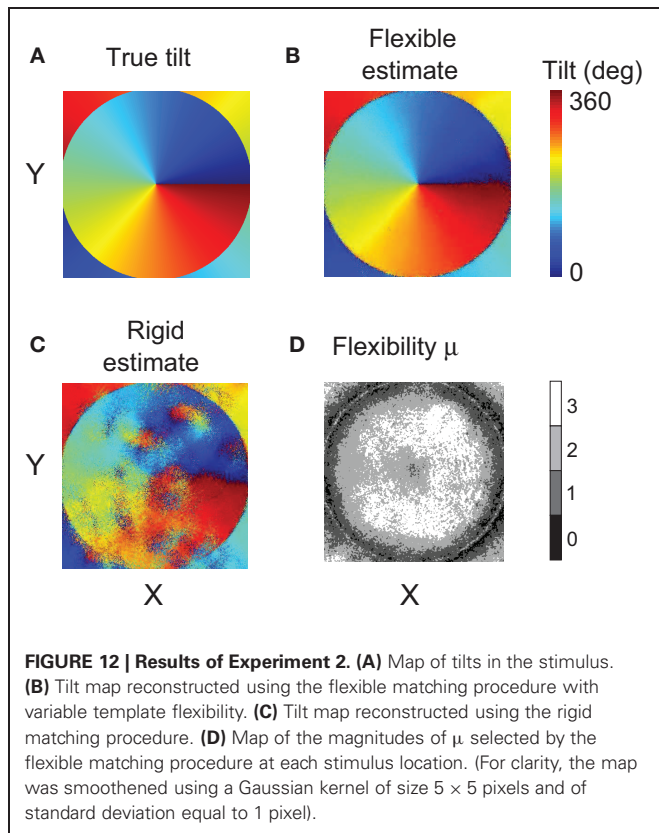 A True tilt
B Flexible estimate
Tilt (deg)
360
0
Y
C Rigid estimate
D Flexibility μ
3
2
1
0
Y
X
X
FIGURE 12 | Results of Experiment 2. (A) Map of tilts in the stimulus.
(B) Tilt map reconstructed using the flexible matching procedure with
variable template flexibility. (C) Tilt map reconstructed using the rigid
matching procedure. (D) Map of the magnitudes of μ selected by the
flexible matching procedure at each stimulus location. (For clarity, the map
was smoothened using a Gaussian kernel of size 5 × 5 pixels and of
standard deviation equal to 1 pixel).